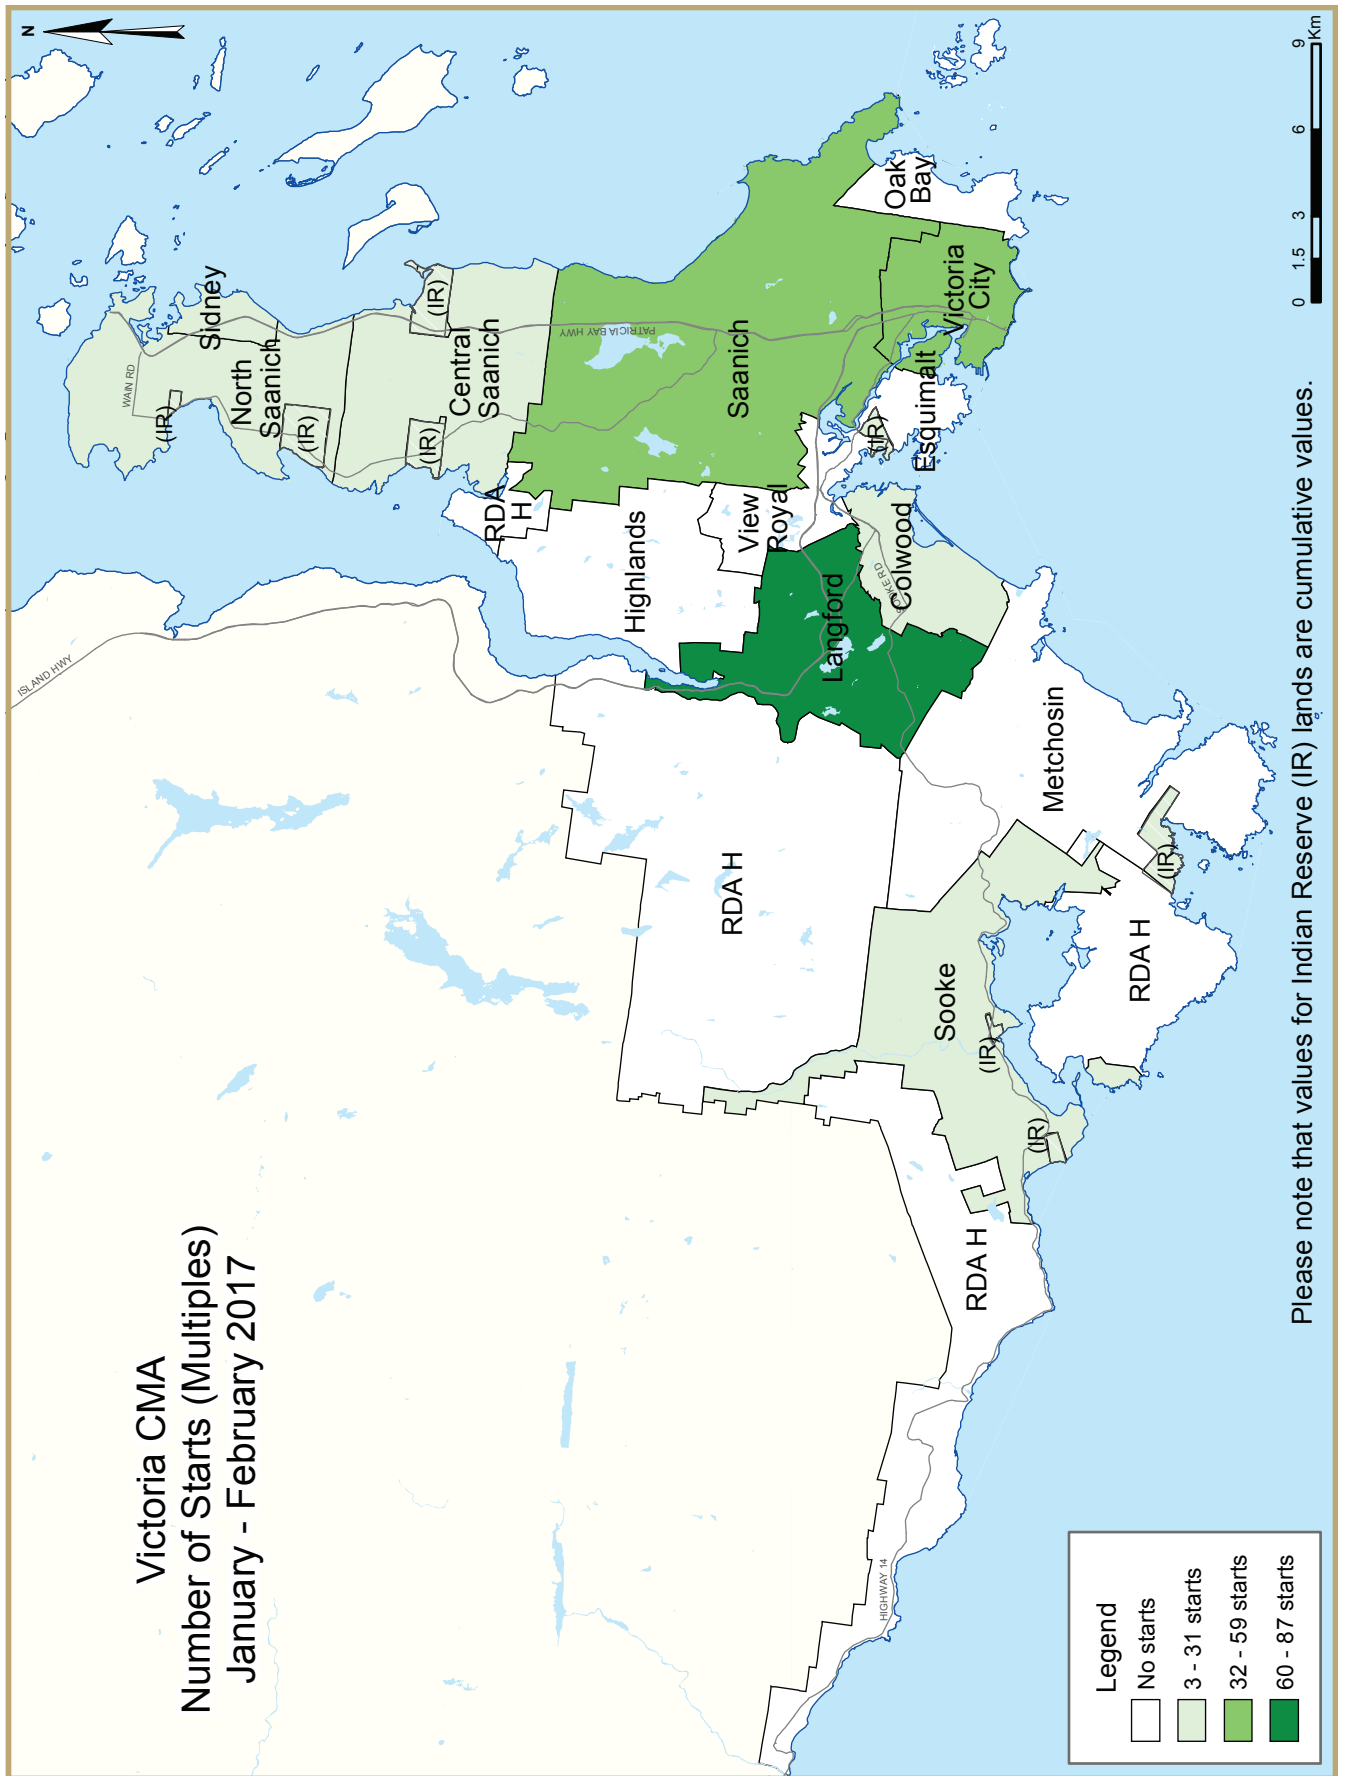 Victoria CMA
Number of Starts (Multiples)
January - February 2017
N
ISLAND HWY
WAIN RD
(IR)
North
Saanich
Sidney
(IR)
(IR)
Central
Saanich
(IR)
RDA
H
PATRICIA BAY HWY
Saanich
Highlands
View
Royal
Langford
SOOKE RD
Colwood
(IR)
Esquimalt
Victoria
City
Oak
Bay
Metchosin
(IR)
RDA H
RDA H
Sooke
(IR)
(IR)
RDA H
HIGHWAY 14
Legend
No starts
3 - 31 starts
32 - 59 starts
60 - 87 starts
0 1.5 3 6 9
Km
Please note that values for Indian Reserve (IR) lands are cumulative values.